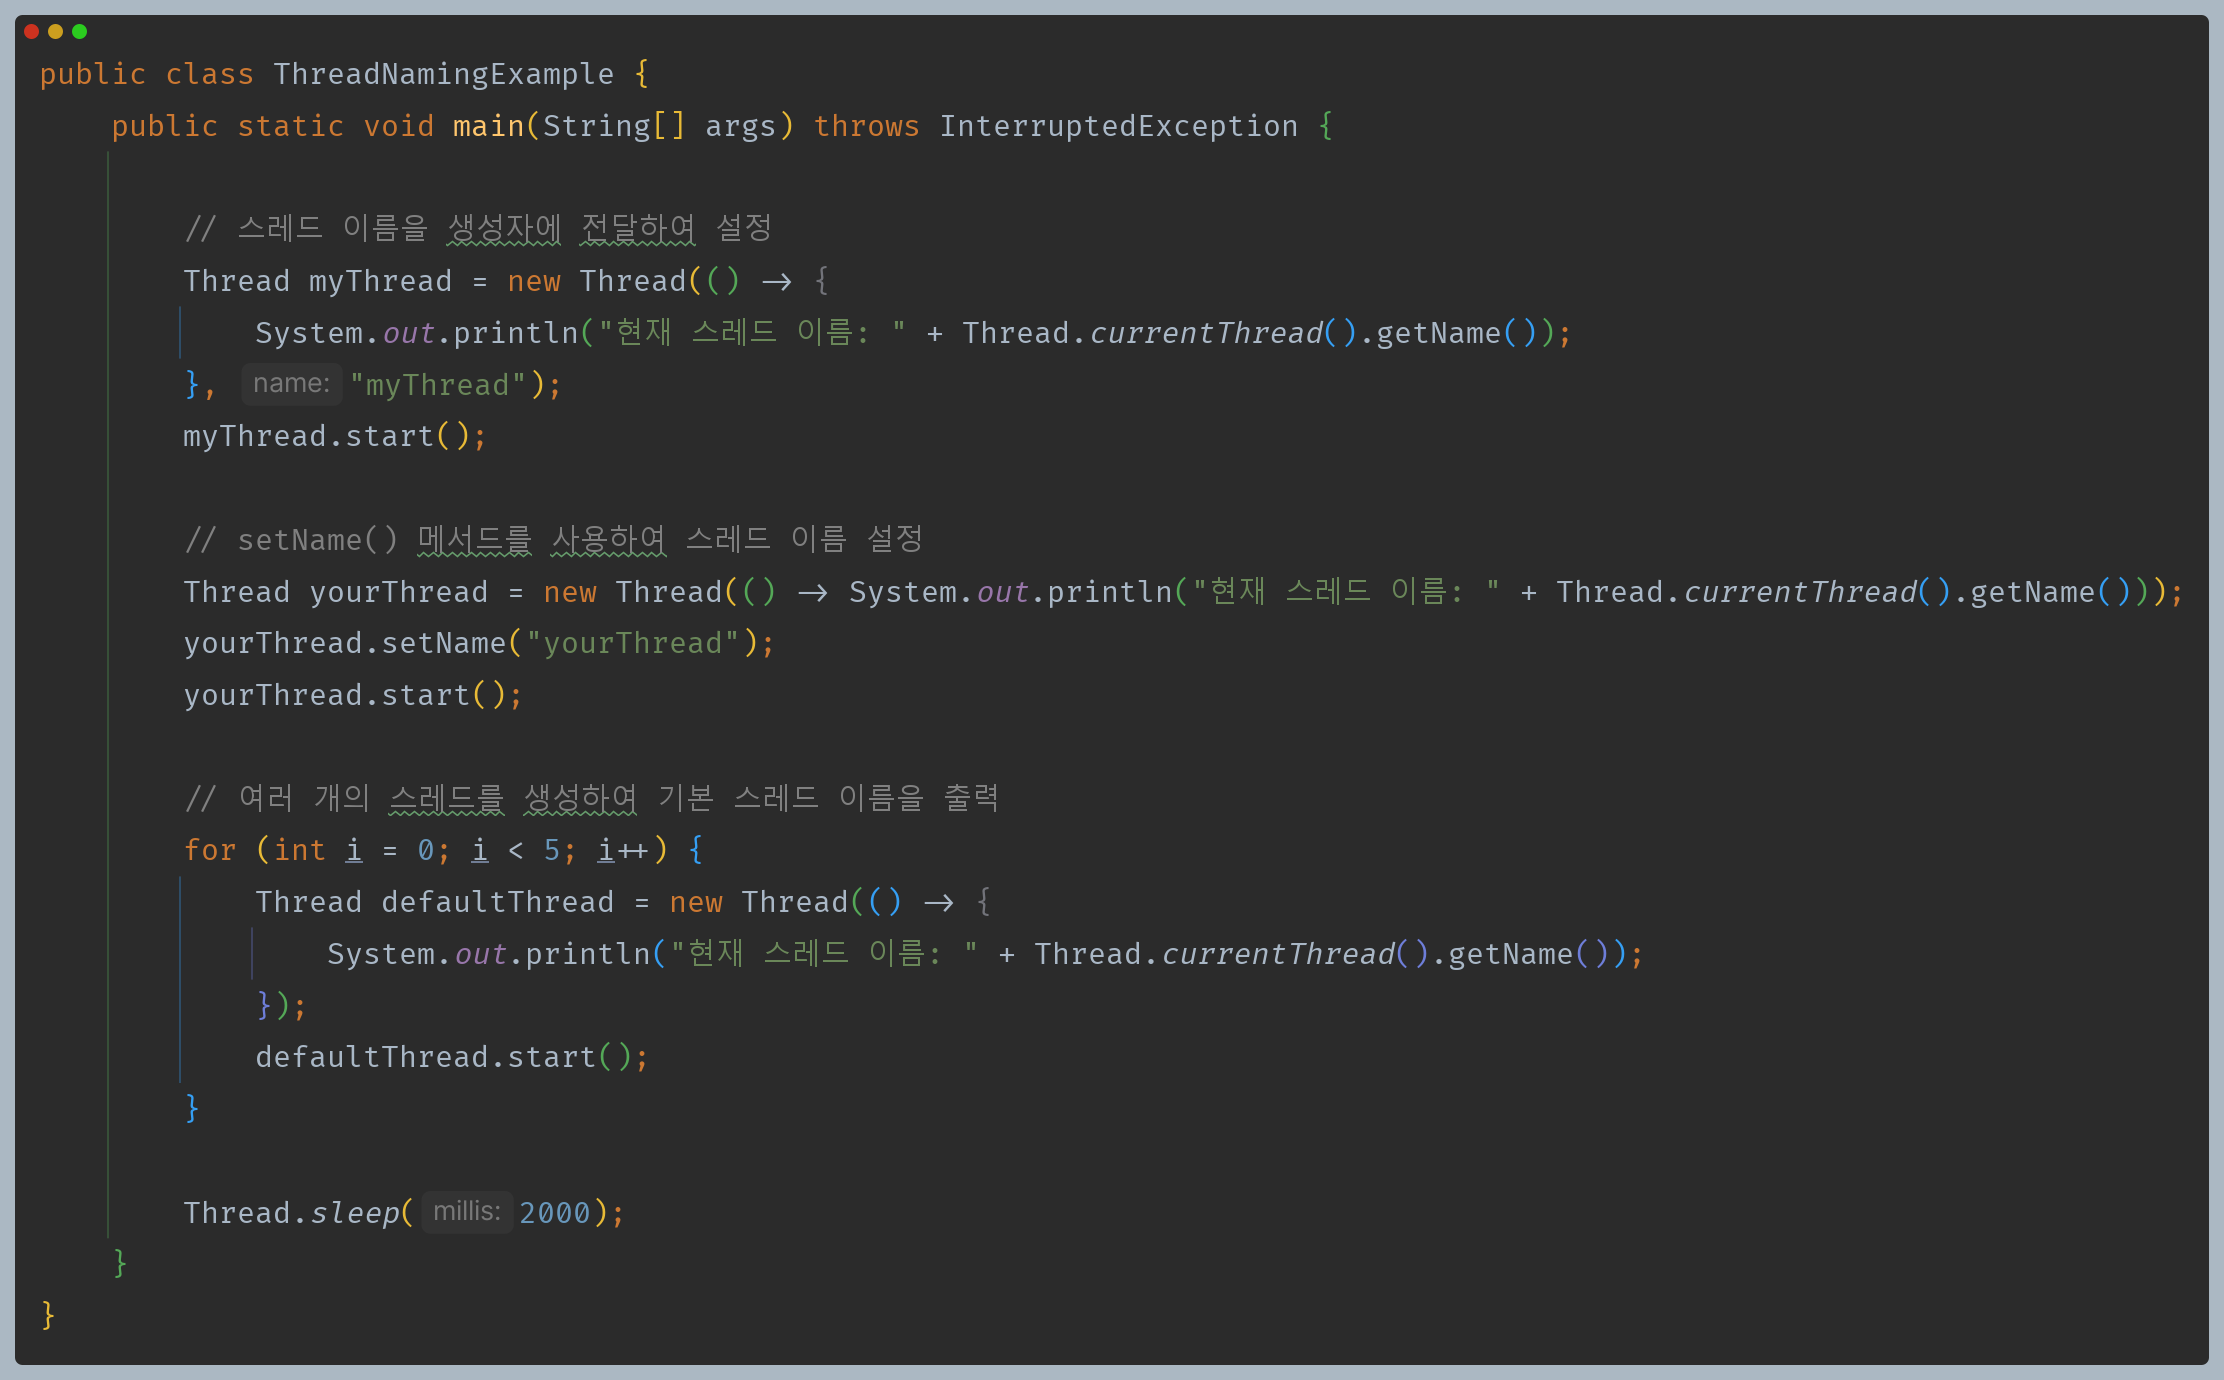 public class ThreadNamingExample {
    public static void main(String[] args) throws InterruptedException {

        // 스레드 이름을 생성자에 전달하여 설정
        Thread myThread = new Thread(() -> {
            System.out.println("현재 스레드 이름: " + Thread.currentThread().getName());
        }, name: "myThread");
        myThread.start();

        // setName() 메서드를 사용하여 스레드 이름 설정
        Thread yourThread = new Thread(() -> System.out.println("현재 스레드 이름: " + Thread.currentThread().getName()));
        yourThread.setName("yourThread");
        yourThread.start();

        // 여러 개의 스레드를 생성하여 기본 스레드 이름을 출력
        for (int i = 0; i < 5; i++) {
            Thread defaultThread = new Thread(() -> {
                System.out.println("현재 스레드 이름: " + Thread.currentThread().getName());
            });
            defaultThread.start();
        }

        Thread.sleep( millis: 2000);
    }
}